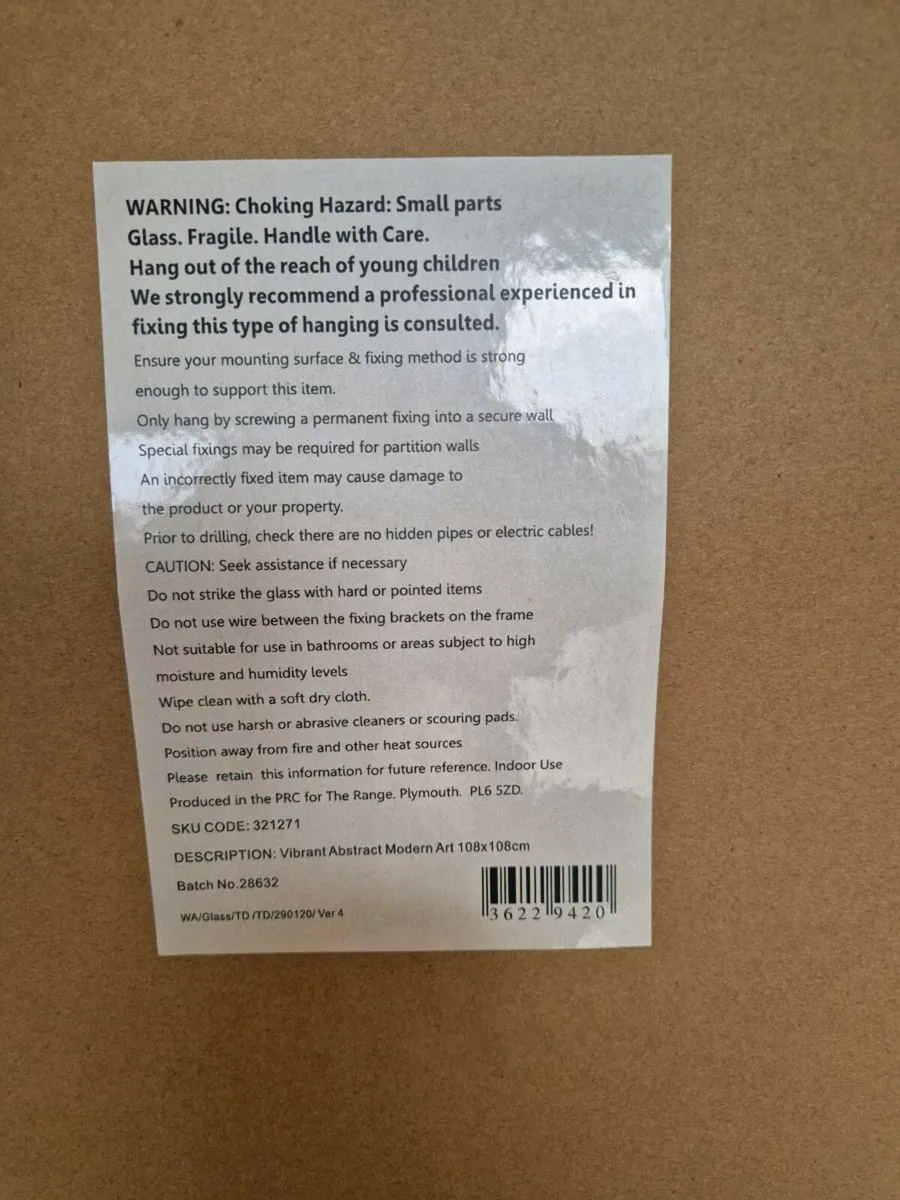 WARNING: Choking Hazard: Small parts
Glass. Fragile. Handle with Care.
Hang out of the reach of young children
We strongly recommend a professional experienced in
fixing this type of hanging is consulted.
Ensure your mounting surface & fixing method is strong
enough to support this item.
Only hang by screwing a permanent fixing into a secure wall
Special fixings may be required for partition walls
An incorrectly fixed item may cause damage to
the product or your property.
Prior to drilling, check there are no hidden pipes or electric cables!
CAUTION: Seek assistance if necessary
Do not strike the glass with hard or pointed items
Do not use wire between the fixing brackets on the frame
Not suitable for use in bathrooms or areas subject to high
moisture and humidity levels
Wipe clean with a soft dry cloth.
Do not use harsh or abrasive cleaners or scouring pads.
Position away from fire and other heat sources
Please retain this information for future reference. Indoor Use
Produced in the PRC for The Range. Plymouth. PL6 5ZD.
SKU CODE: 321271
DESCRIPTION: Vibrant Abstract Modern Art 108x108cm
Batch No.28632
WA/Glass/TD /TD/290120/ Ver 4
3622 9420